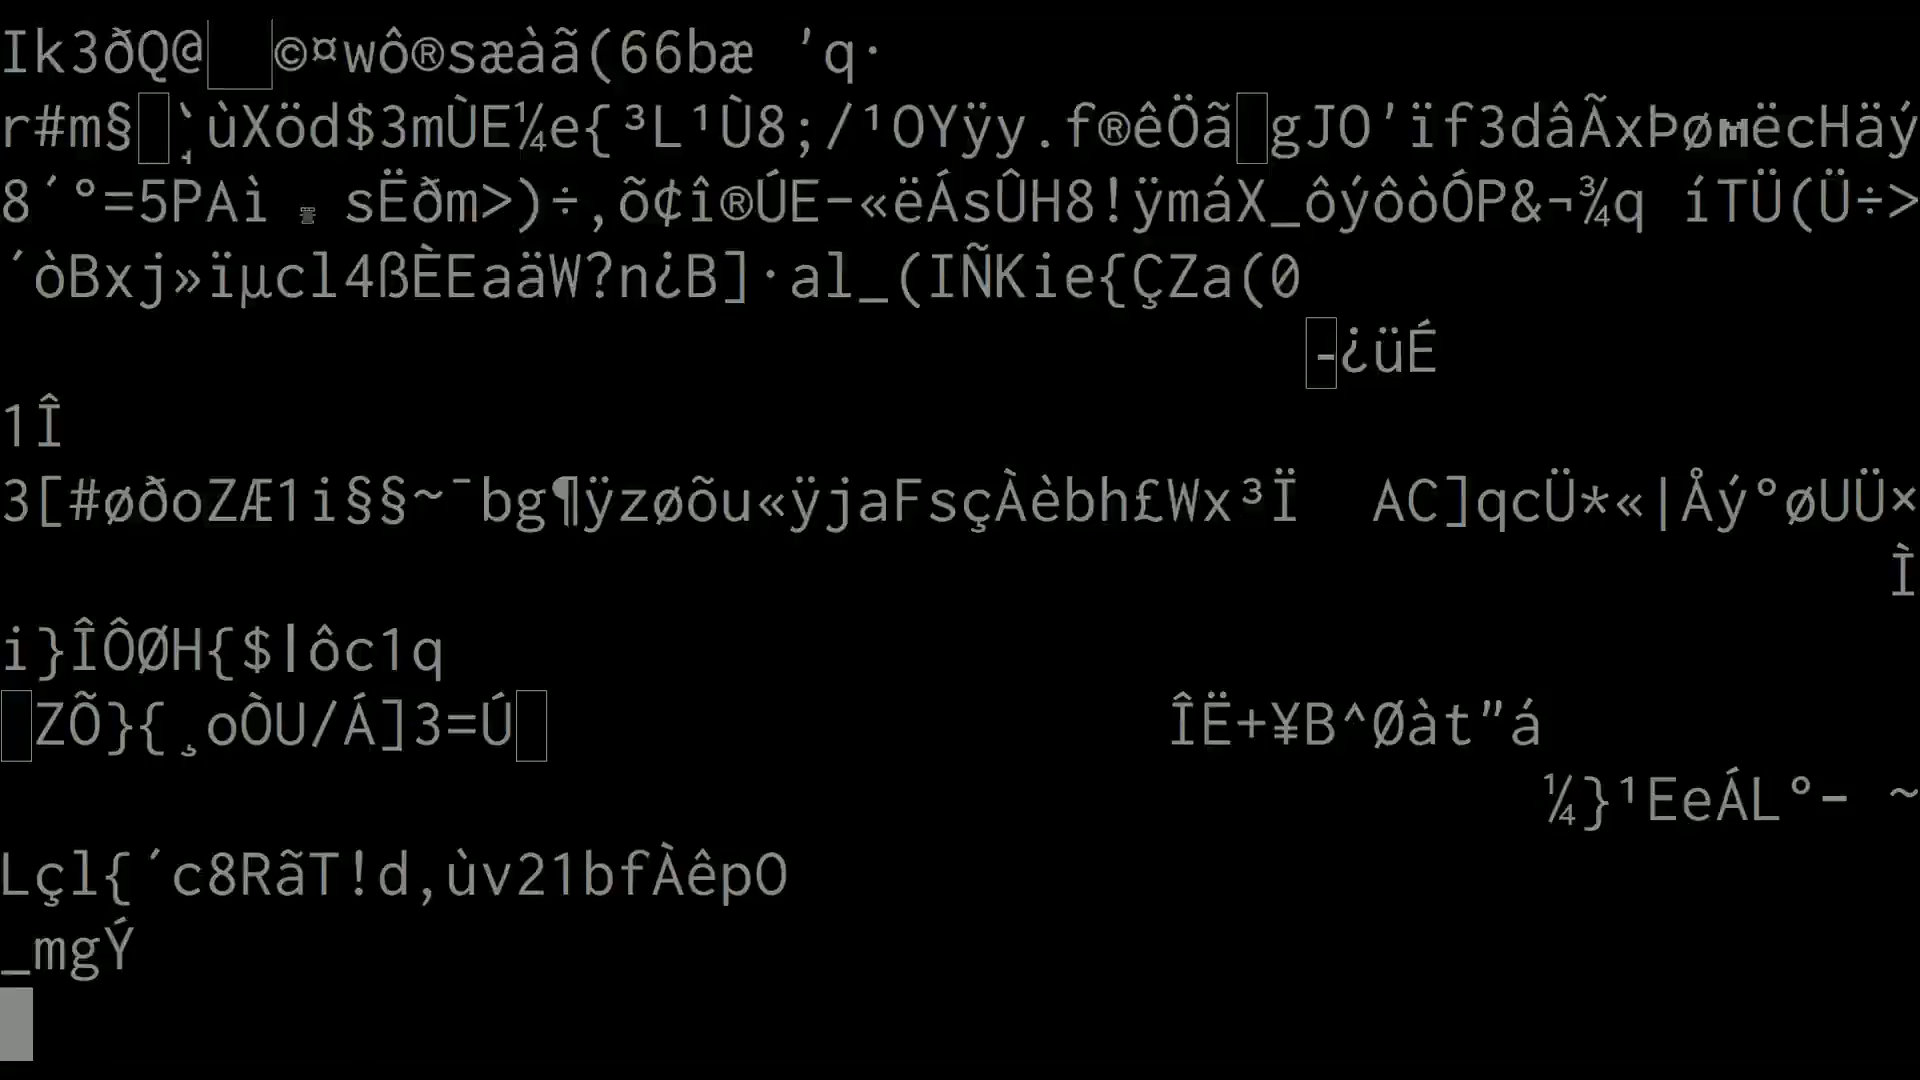 Ik3ðQ@ ©¤wô®sæàã(66bæ 'q·
r#m§ ùXöd$3mÙE¼e{³L¹Ù8;/¹OYÿy.f®êÖã gJO'ïf3dâÃxÞøмëcHäý
8´°=5PAì sËðm>)÷,õ¢î®ÚE-«ëÁsÛH8!ÿmáX_ôýôòÓP&¬¾q íTÜ(Ü÷>
´òBxj»ïµcl4ßÈEaäW?n¿B]·al_(IÑKie{ÇZa(0
-¿üÉ
1Î
3[#øðoZÆ1i§§~¯bg¶ÿzøõu«ÿjaFsçÀèbh£Wx³Ï AC]qcÜ*«|Åý°øUÜ×
Ì
i}ÎÔØH{$lôc1q
ZÕ}{¸oÒU/Á]3=Ú ÎË+¥B^Øàt"á
¼}¹EeÁL°- ~
Lçl{´c8RãT!d,ùv21bfÀêpO
_mgÝ